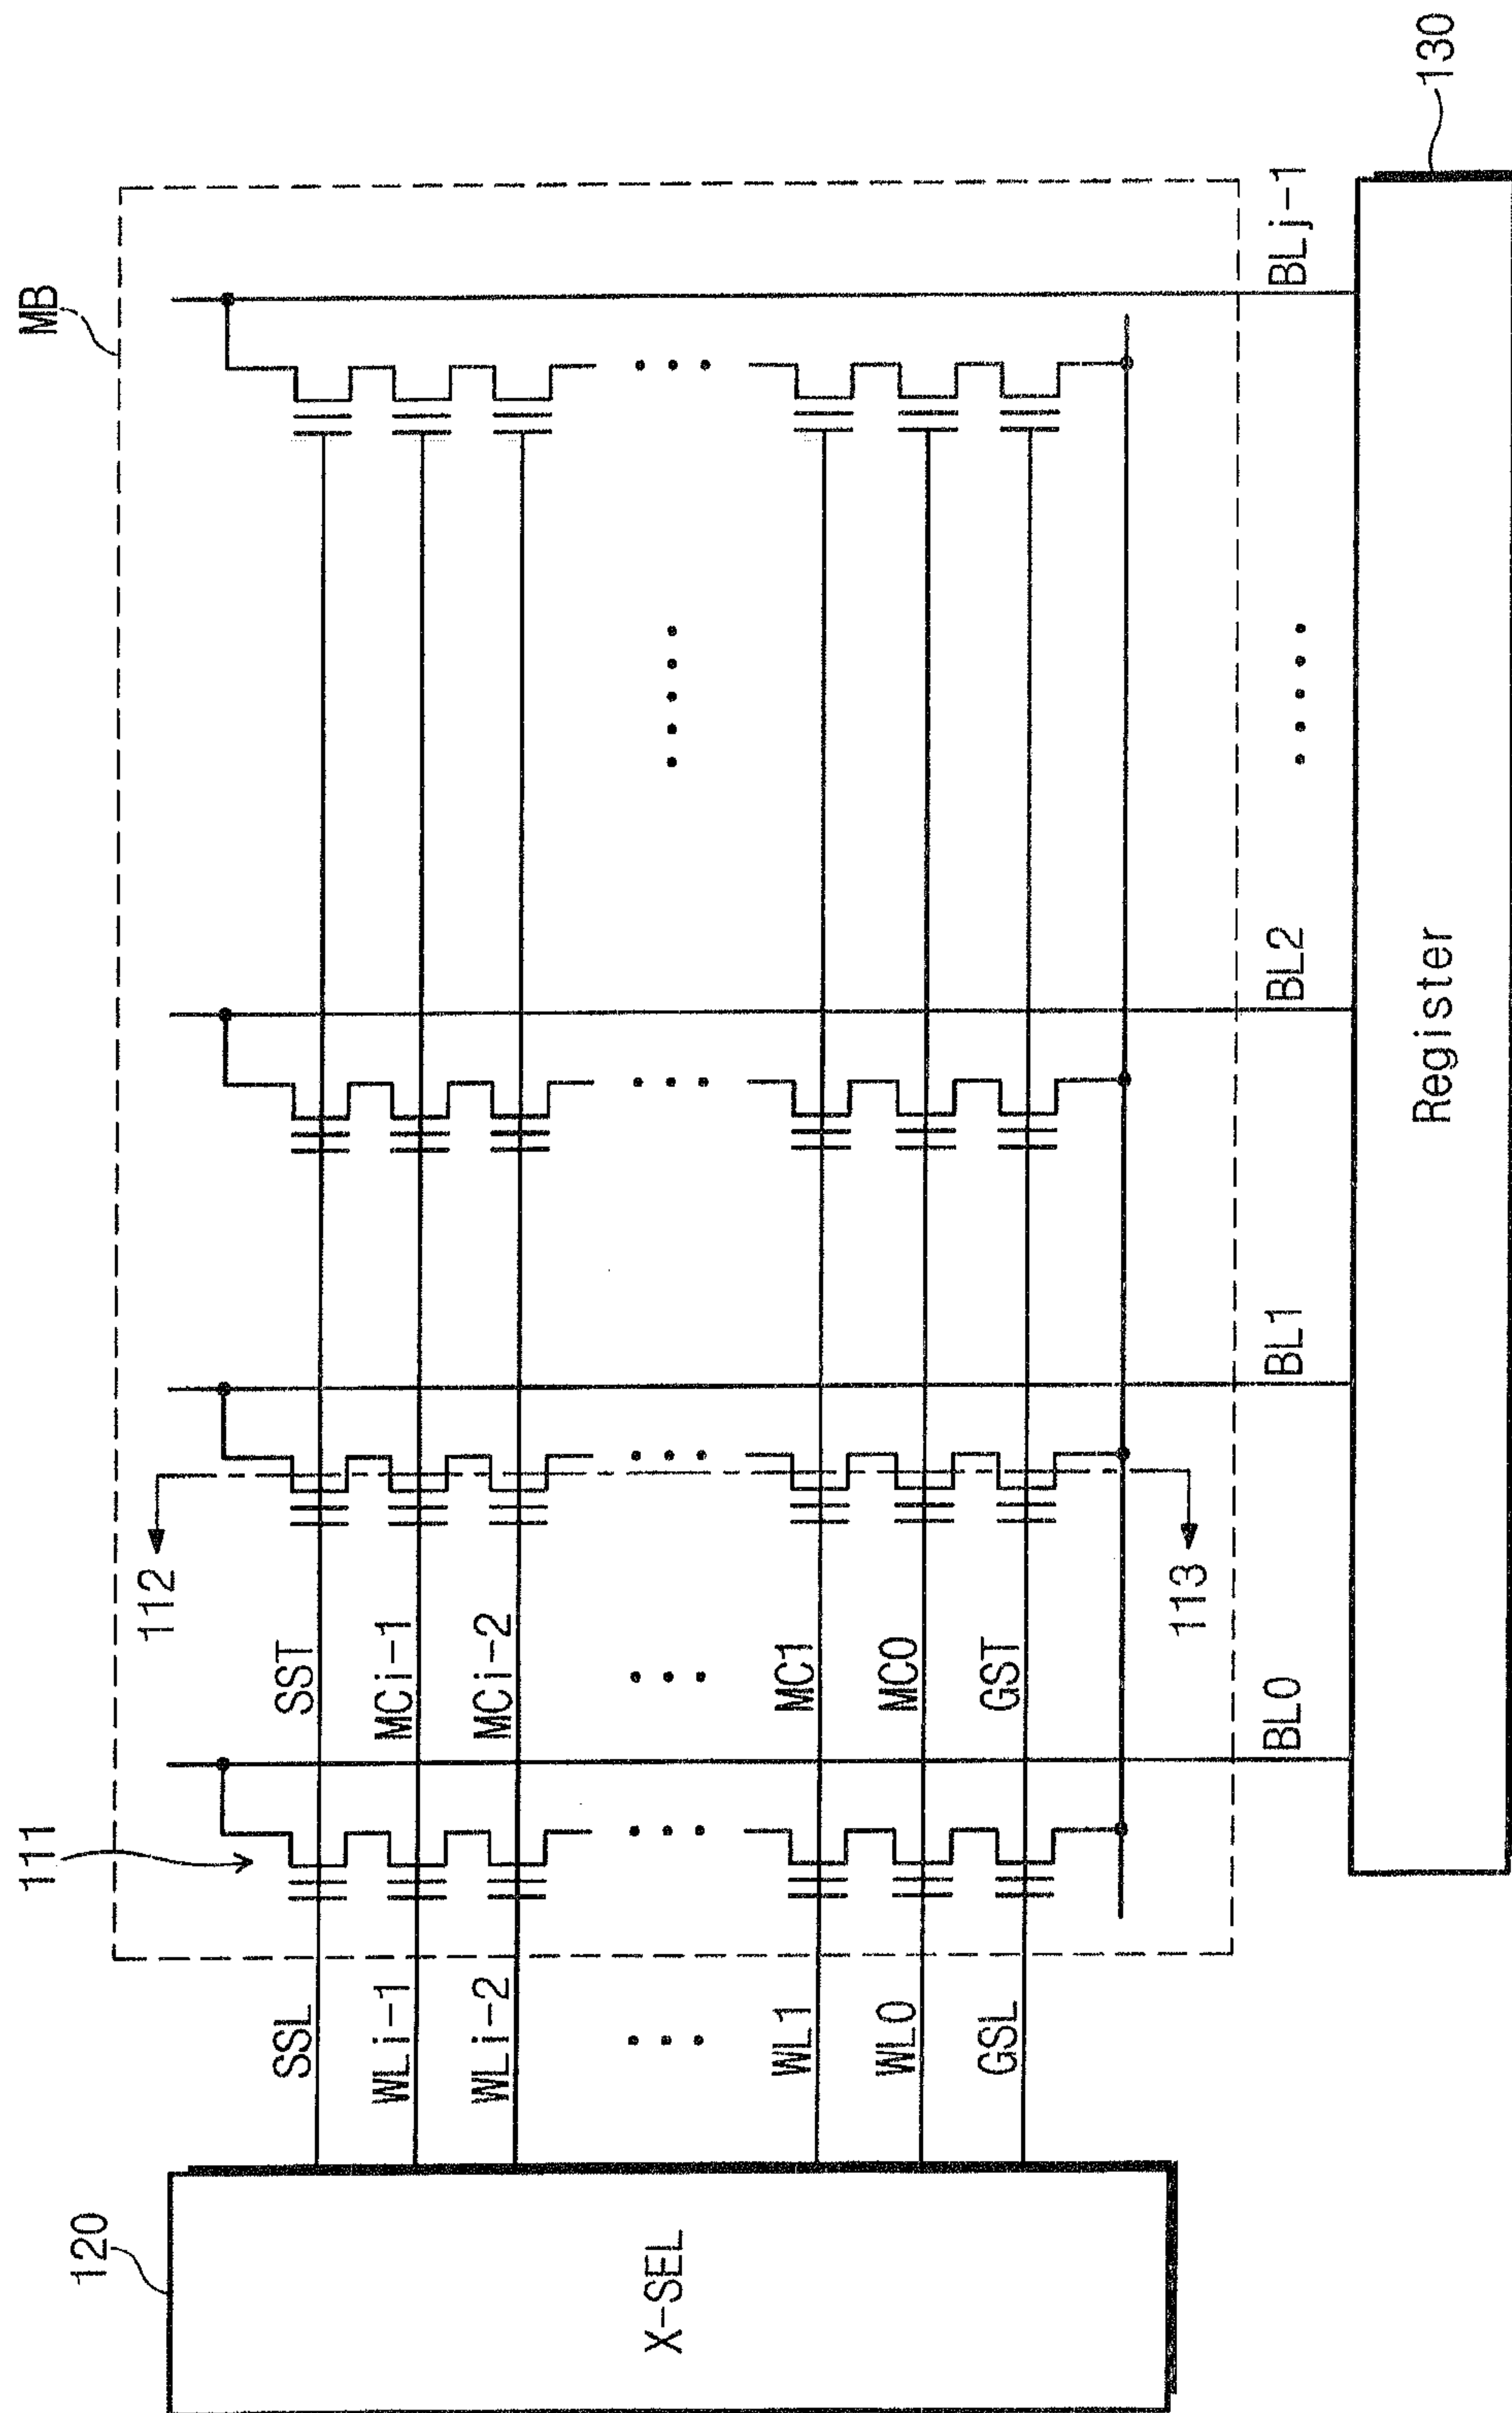 MB
111
112
SSL
SST
WLi-1
MCi-1
WLi-2
MCi-2
WL1
MC1
WL0
MC0
GSL
GST
113
120
X-SEL
BL0
BL1
BL2
BLj-1
Register
130